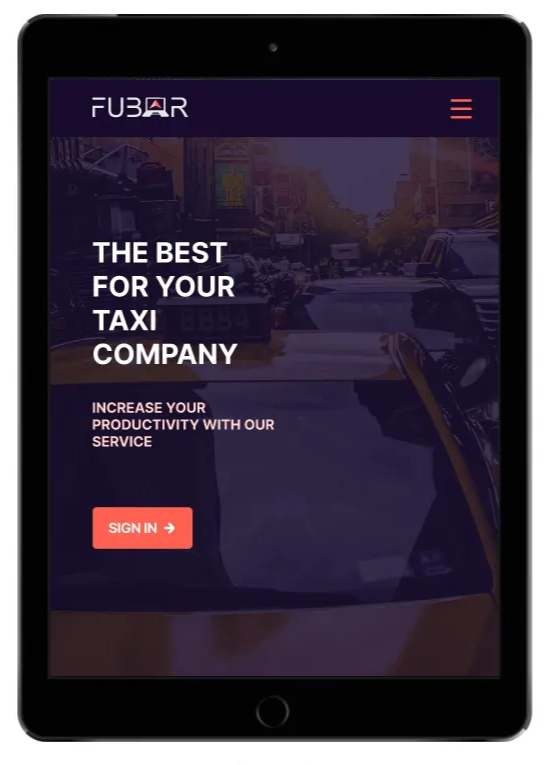 FUBAR
THE BEST
FOR YOUR
TAXI
COMPANY
INCREASE YOUR
PRODUCTIVITY WITH OUR
SERVICE
SIGN IN →